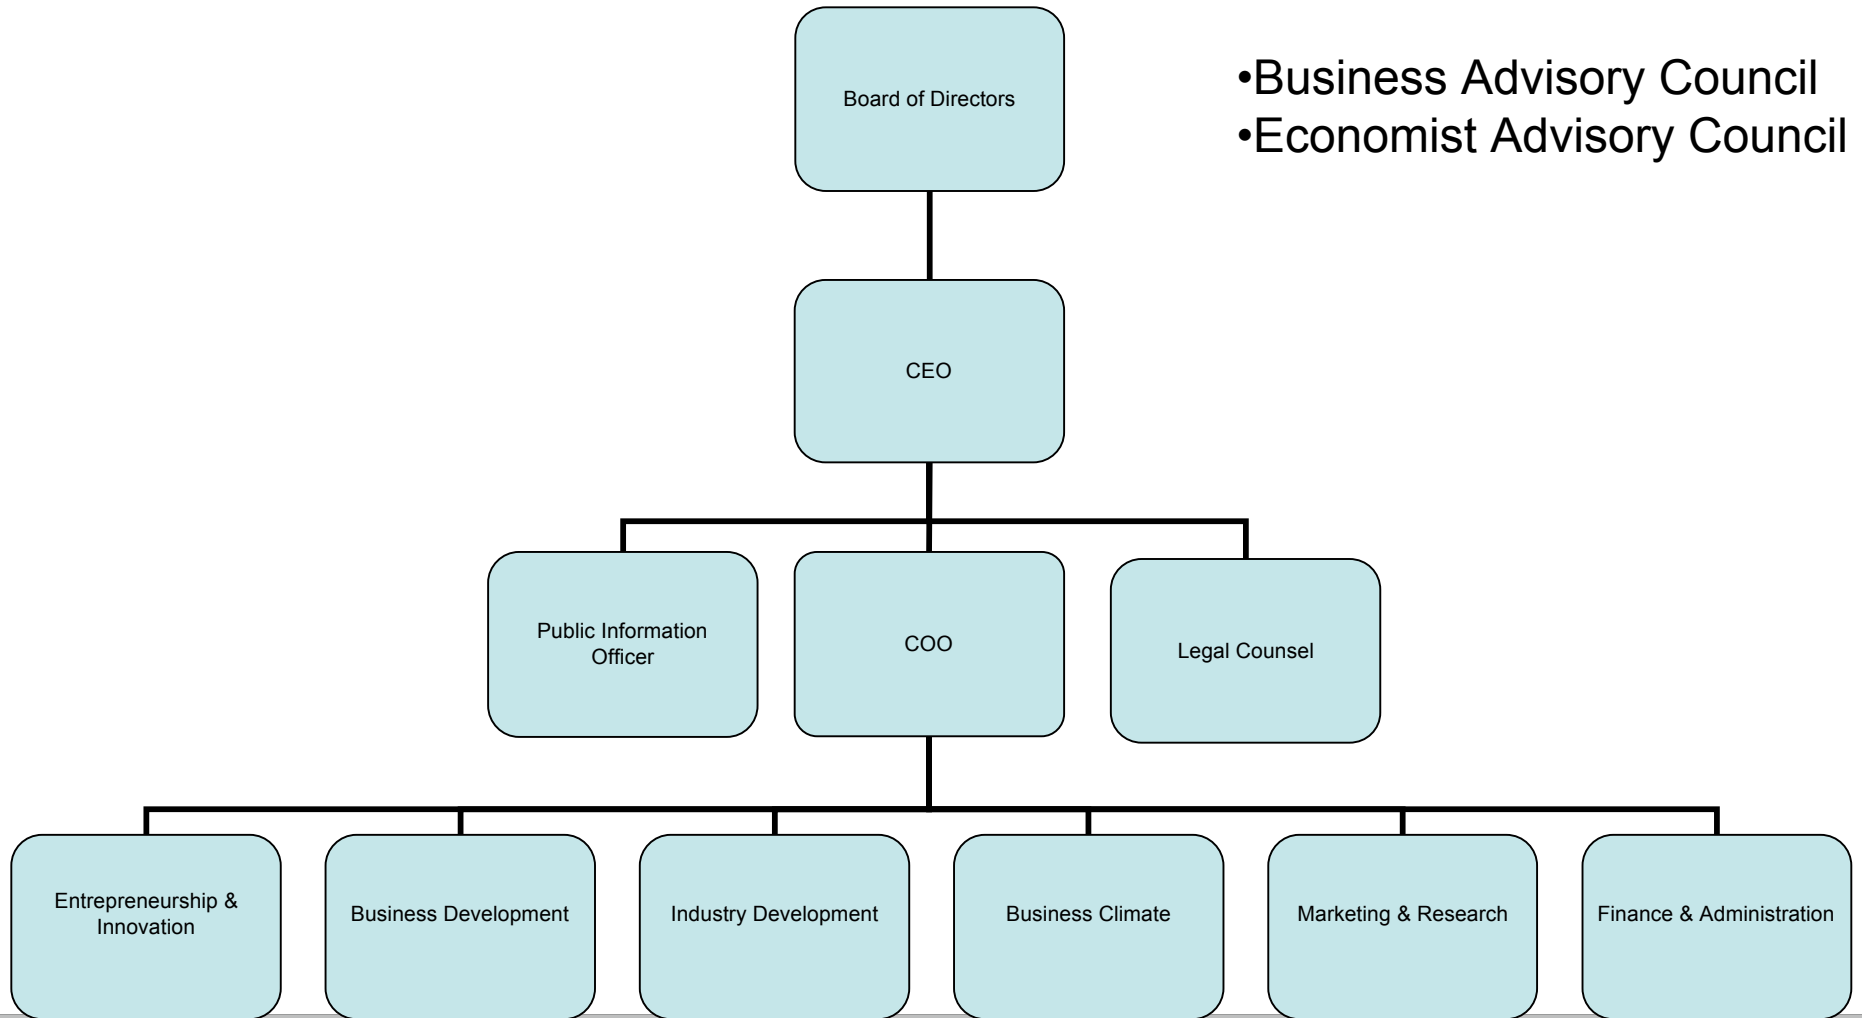 Board of Directors
•Business Advisory Council
•Economist Advisory Council
CEO
Public Information
Officer
COO
Legal Counsel
Entrepreneurship &
Innovation
Business Development
Industry Development
Business Climate
Marketing & Research
Finance & Administration